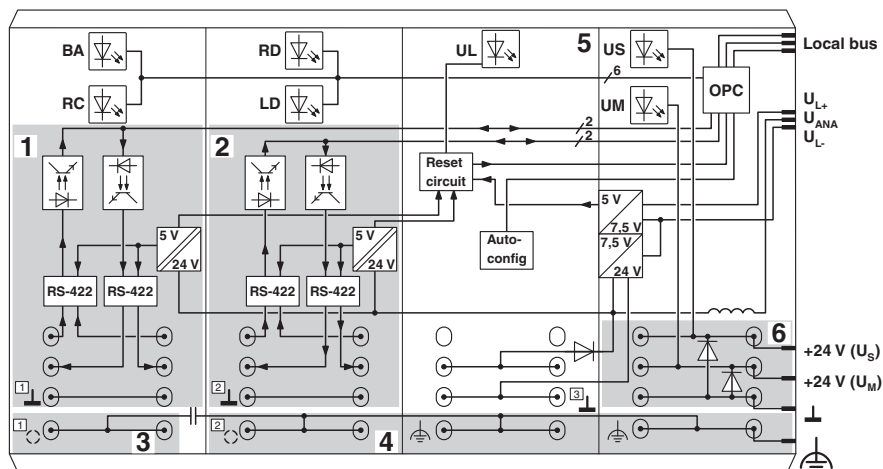 BA
RD
UL
5
US
Local bus
6
RC
LD
UM
OPC
UL+
UANA
UL-
1
2
2
2
Reset
circuit
5 V
7,5 V
7,5 V
24 V
Auto-
config
5 V
24 V
5 V
24 V
RS-422
RS-422
RS-422
RS-422
6
+24 V (US)
+24 V (UM)
1
2
3
1
3
2
4